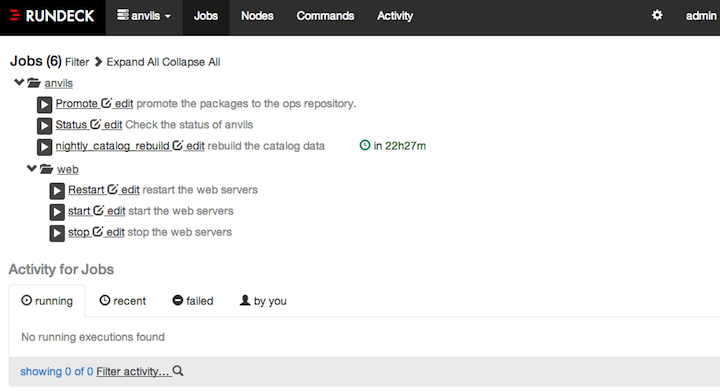 RUNDECK anvils Jobs Nodes Commands Activity admin
Jobs (6) Filter Expand All Collapse All
anvils
Promote edit promote the packages to the ops repository.
Status edit Check the status of anvils
nightly_catalog_rebuild edit rebuild the catalog data in 22h27m
web
Restart edit restart the web servers
start edit start the web servers
stop edit stop the web servers
Activity for Jobs
running recent failed by you
No running executions found
showing 0 of 0 Filter activity...